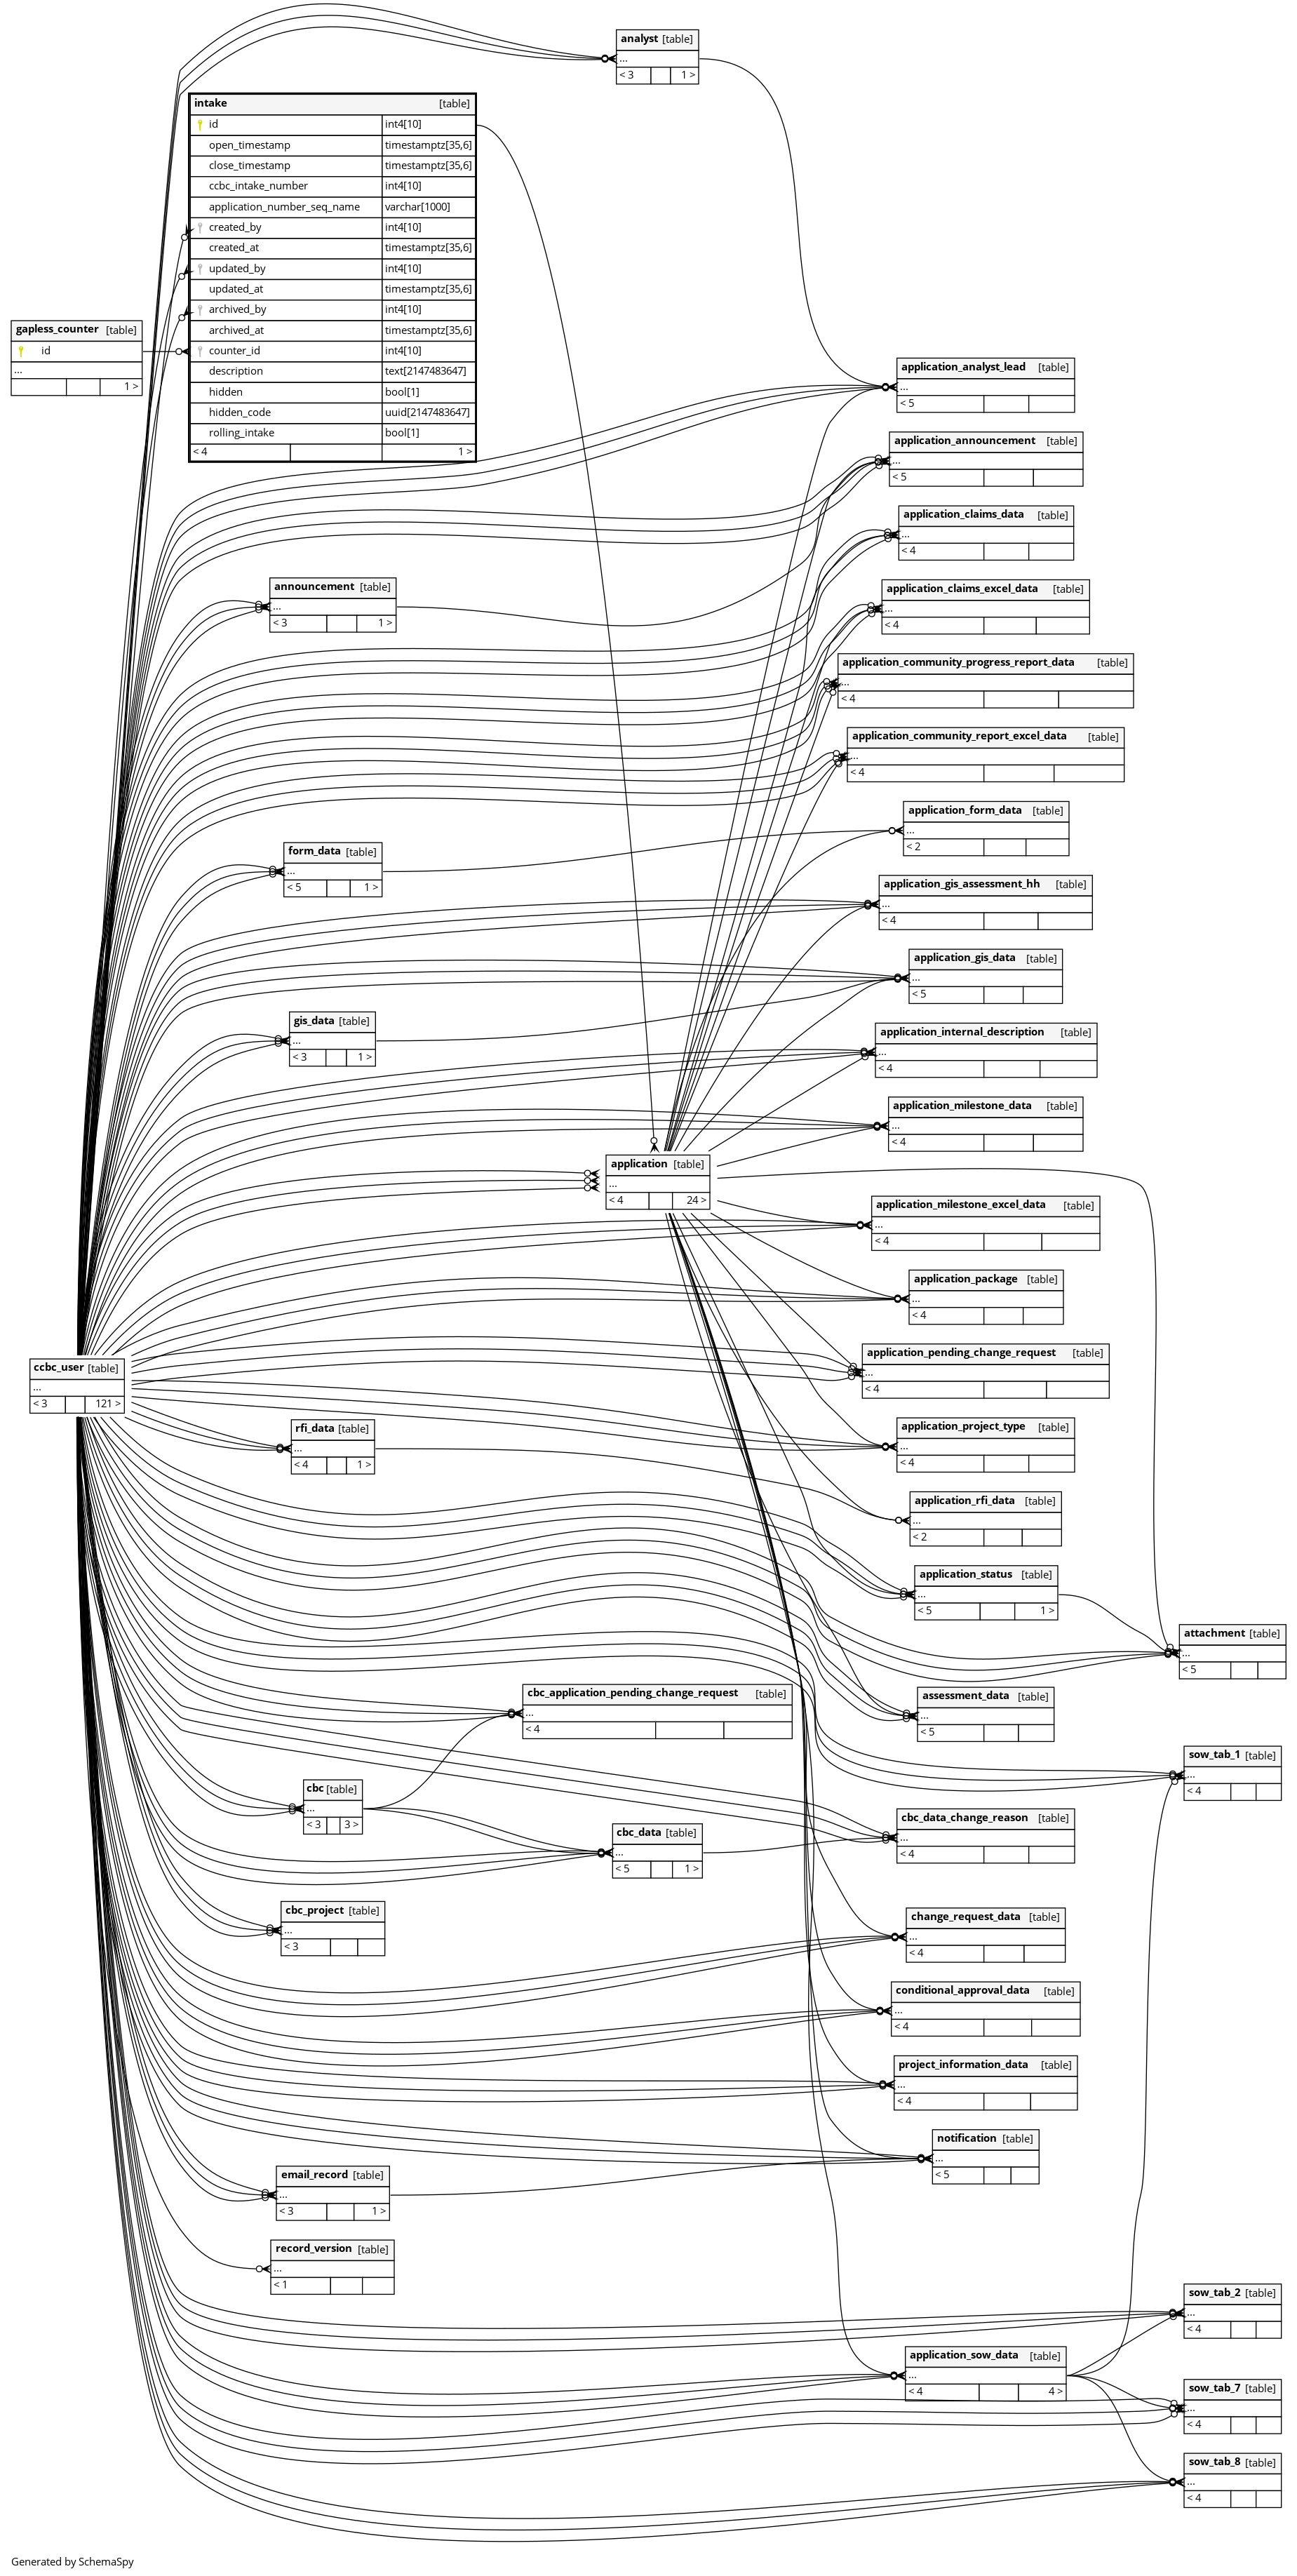 analyst [table]
...
< 3 1 >
intake [table]
id int4[10]
open_timestamp timestamptz[35,6]
close_timestamp timestamptz[35,6]
ccbc_intake_number int4[10]
application_number_seq_name varchar[1000]
created_by int4[10]
created_at timestamptz[35,6]
updated_by int4[10]
updated_at timestamptz[35,6]
archived_by int4[10]
archived_at timestamptz[35,6]
counter_id int4[10]
description text[2147483647]
hidden bool[1]
hidden_code uuid[2147483647]
rolling_intake bool[1]
< 4 1 >
gapless_counter [table]
id
...
1 >
application_analyst_lead [table]
...
< 5
application_announcement [table]
...
< 5
application_claims_data [table]
...
< 4
announcement [table]
...
< 3 1 >
application_claims_excel_data [table]
...
< 4
application_community_progress_report_data [table]
...
< 4
application_community_report_excel_data [table]
...
< 4
application_form_data [table]
...
< 2
form_data [table]
...
< 5 1 >
application_gis_assessment_hh [table]
...
< 4
application_gis_data [table]
...
< 5
gis_data [table]
...
< 3 1 >
application_internal_description [table]
...
< 4
application_milestone_data [table]
...
< 4
application [table]
...
< 4 24 >
application_milestone_excel_data [table]
...
< 4
application_package [table]
...
< 4
application_pending_change_request [table]
...
< 4
ccbc_user [table]
...
< 3 121 >
rfi_data [table]
...
< 4 1 >
application_project_type [table]
...
< 4
application_rfi_data [table]
...
< 2
application_status [table]
...
< 5 1 >
attachment [table]
...
< 5
cbc_application_pending_change_request [table]
...
< 4
assessment_data [table]
...
< 5
sow_tab_1 [table]
...
< 4
cbc [table]
...
< 3 3 >
cbc_data_change_reason [table]
...
< 4
cbc_data [table]
...
< 5 1 >
cbc_project [table]
...
< 3
change_request_data [table]
...
< 4
conditional_approval_data [table]
...
< 4
project_information_data [table]
...
< 4
notification [table]
...
< 5
email_record [table]
...
< 3 1 >
record_version [table]
...
< 1
sow_tab_2 [table]
...
< 4
application_sow_data [table]
...
< 4 4 >
sow_tab_7 [table]
...
< 4
sow_tab_8 [table]
...
< 4
Generated by SchemaSpy